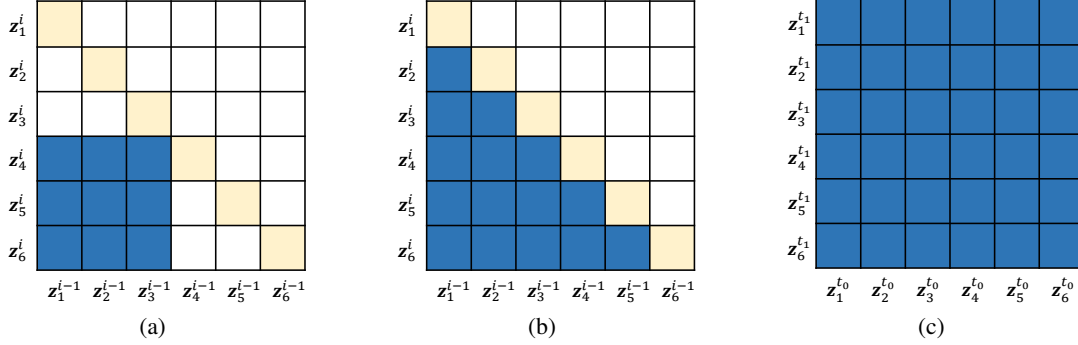 z_1^i z_1^i z_1^{t_1}
z_2^i z_2^i z_2^{t_1}
z_3^i z_3^i z_3^{t_1}
z_4^i z_4^i z_4^{t_1}
z_5^i z_5^i z_5^{t_1}
z_6^i z_6^i z_6^{t_1}
z_1^{i-1} z_2^{i-1} z_3^{i-1} z_4^{i-1} z_5^{i-1} z_6^{i-1} z_1^{i-1} z_2^{i-1} z_3^{i-1} z_4^{i-1} z_5^{i-1} z_6^{i-1} z_1^{t_0} z_2^{t_0} z_3^{t_0} z_4^{t_0} z_5^{t_0} z_6^{t_0}
(a) (b) (c)